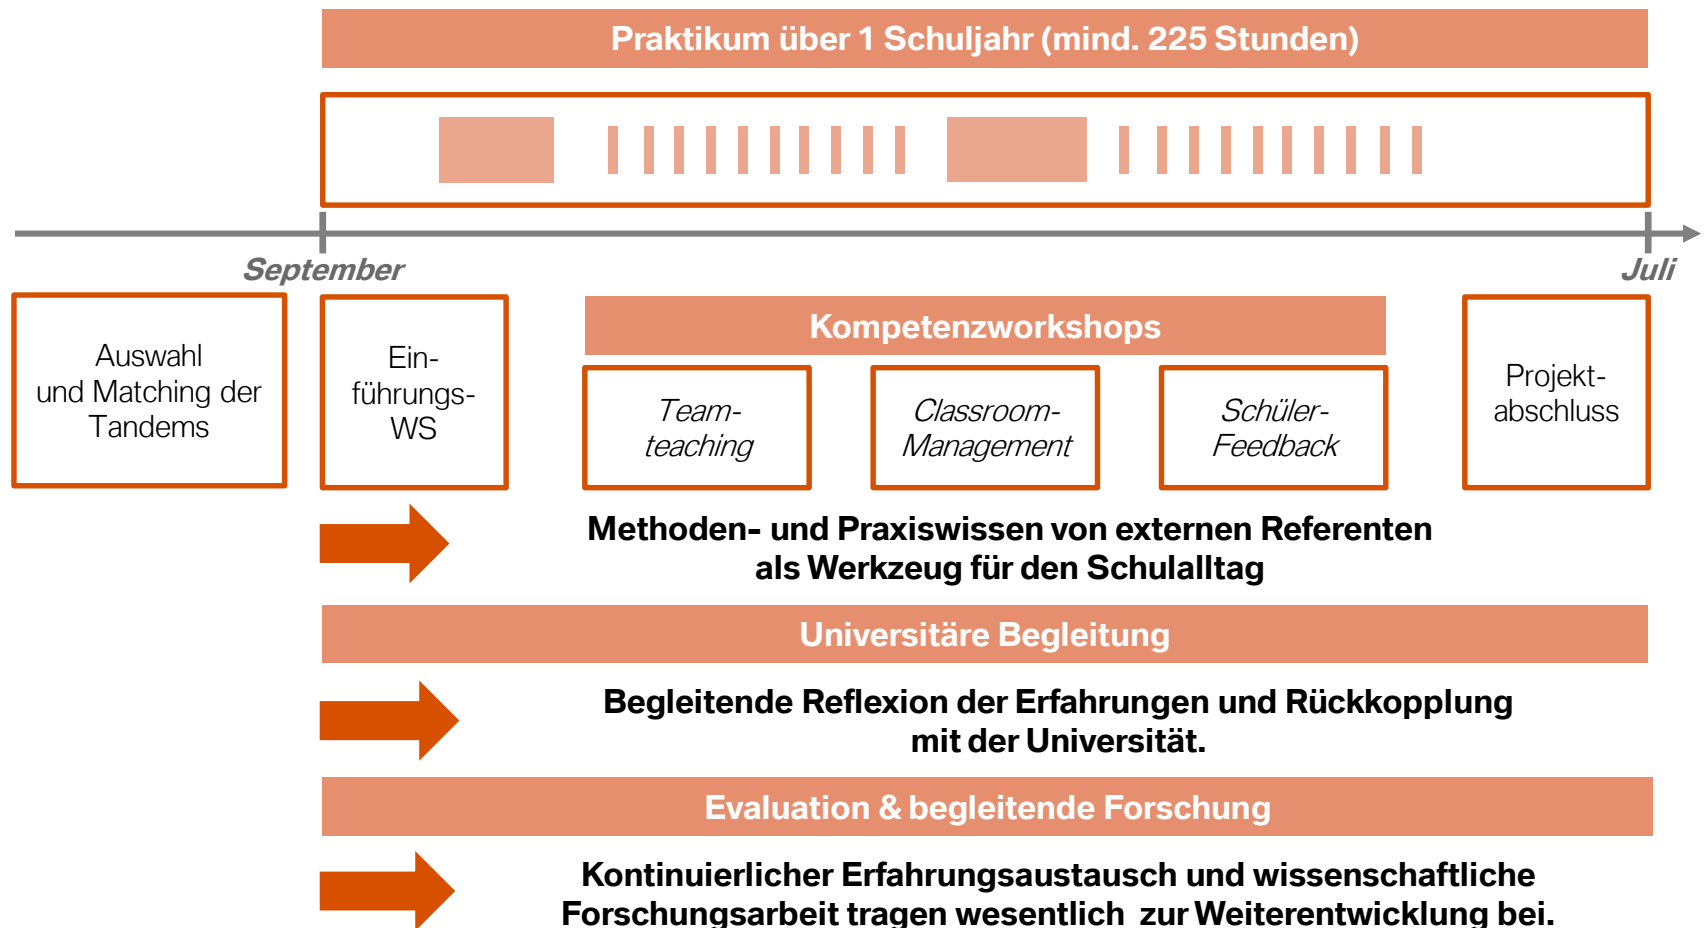 Praktikum über 1 Schuljahr (mind. 225 Stunden)
September
Juli
Auswahl
und Matching der
Tandems
Ein-
führungs-
WS
Kompetenzworkshops
Team-
teaching
Classroom-
Management
Schüler-
Feedback
Projekt-
abschluss
Methoden- und Praxiswissen von externen Referenten
als Werkzeug für den Schulalltag
Universitäre Begleitung
Begleitende Reflexion der Erfahrungen und Rückkopplung
mit der Universität.
Evaluation & begleitende Forschung
Kontinuierlicher Erfahrungsaustausch und wissenschaftliche
Forschungsarbeit tragen wesentlich zur Weiterentwicklung bei.